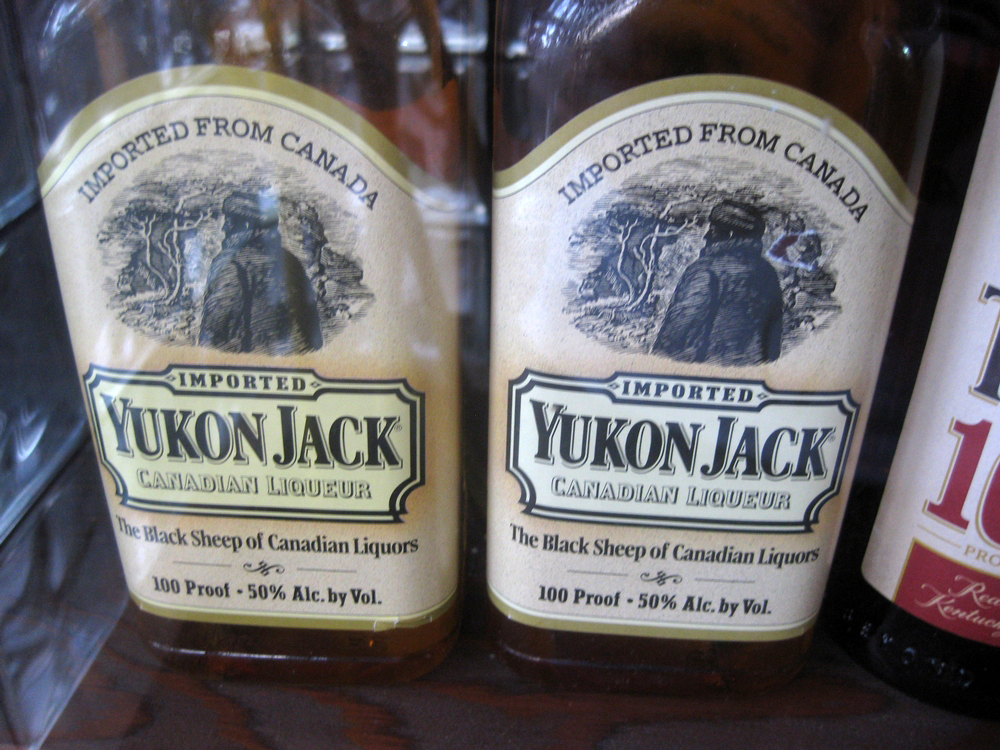 IMPORTED FROM CANADA
IMPORTED
YUKON JACK
CANADIAN LIQUEUR
The Black Sheep of Canadian Liquors
100 Proof • 50% Alc. by Vol.
IMPORTED FROM CANADA
IMPORTED
YUKON JACK
CANADIAN LIQUEUR
The Black Sheep of Canadian Liquors
100 Proof • 50% Alc. by Vol.